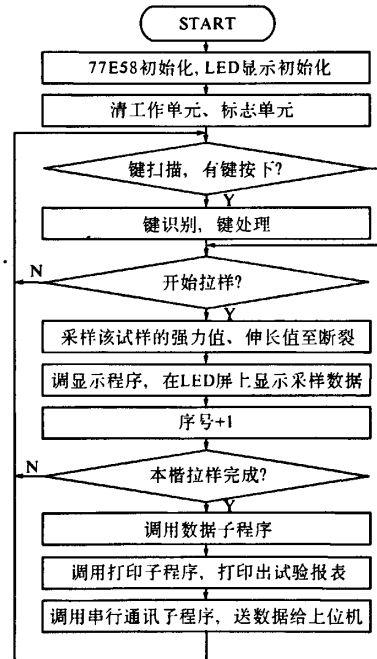 START
77E58初始化, LED显示初始化
清工作单元、标志单元
键扫描，有键按下?
Y
键识别，键处理
N
开始拉样?
Y
采样该试样的强力值、伸长值至断裂
调显示程序，在LED屏上显示采样数据
序号+1
N
本楷拉样完成?
Y
调用数据子程序
调用打印子程序，打印出试验报表
调用串行通讯子程序，送数据给上位机